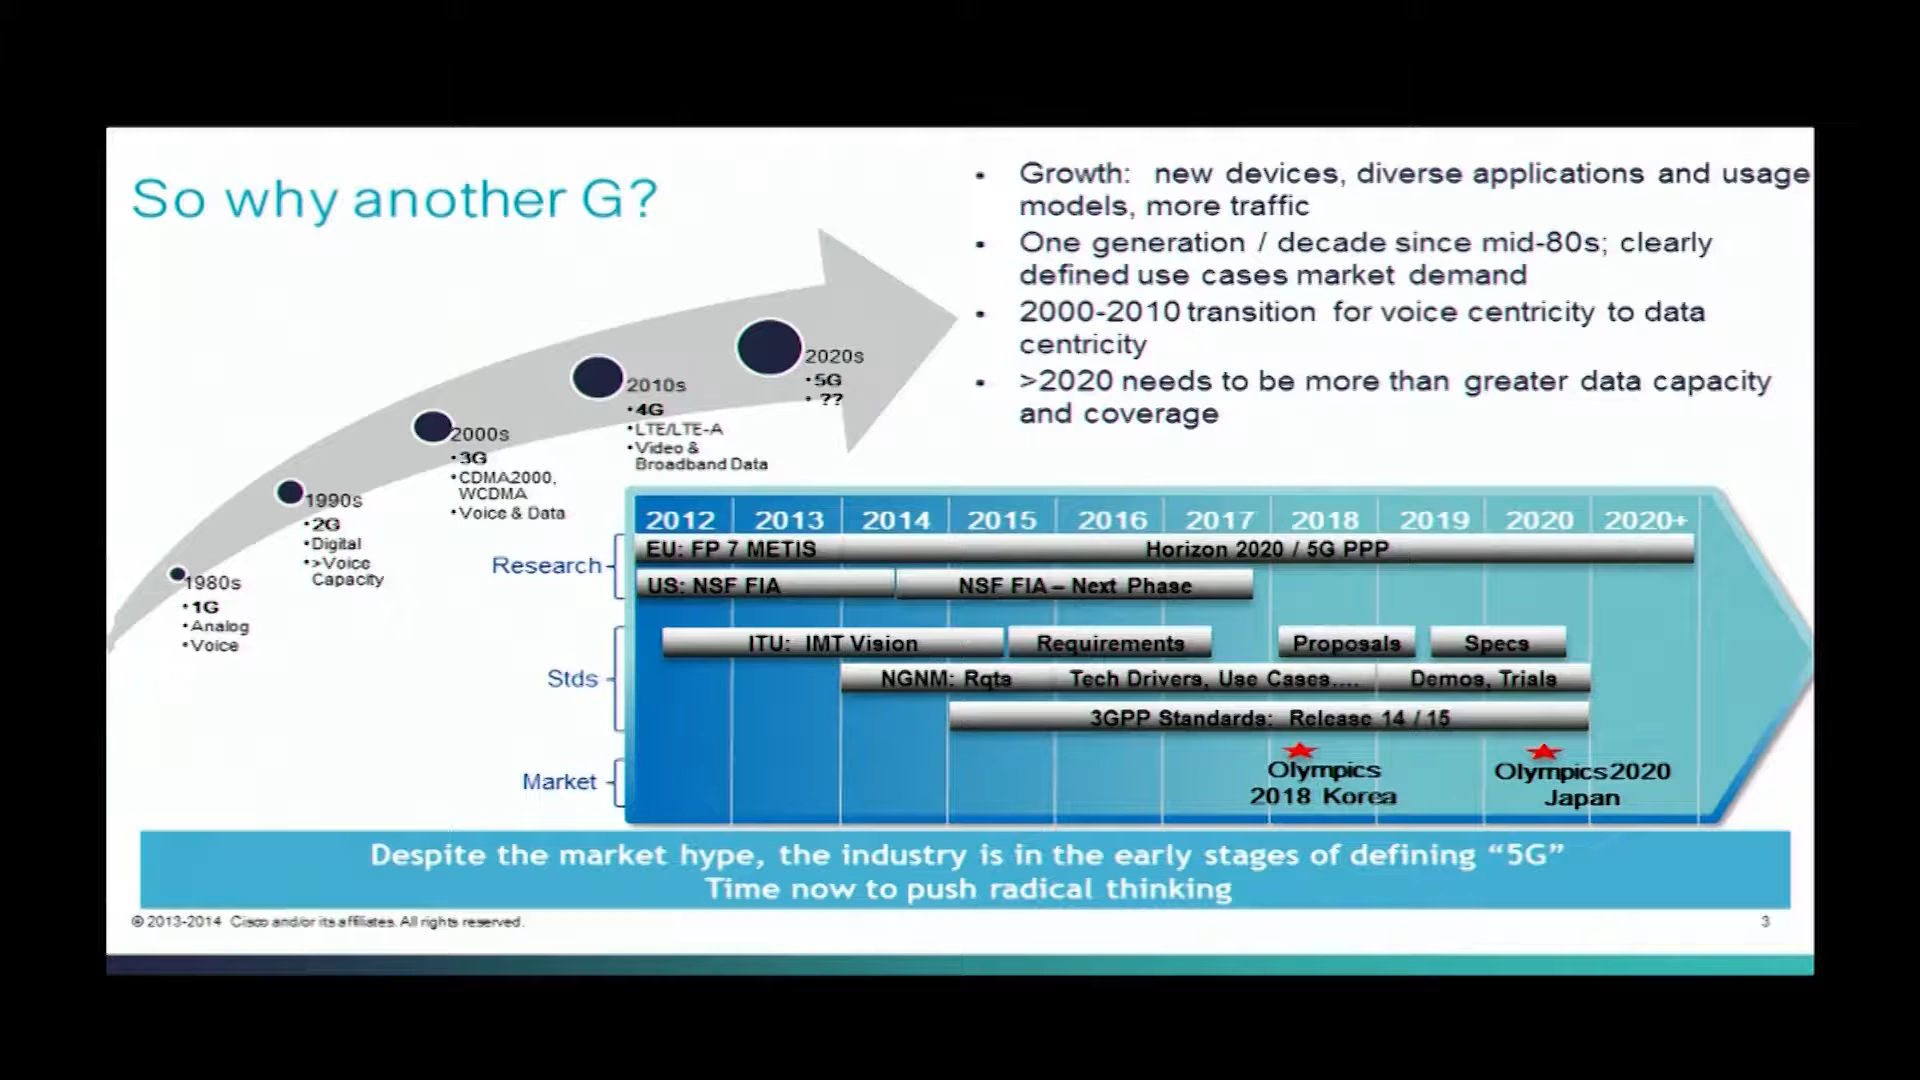 So why another G?
• Growth: new devices, diverse applications and usage
models, more traffic
• One generation / decade since mid-80s; clearly
defined use cases market demand
• 2000-2010 transition for voice centricity to data
centricity
• >2020 needs to be more than greater data capacity
and coverage
1980s
•1G
•Analog
•Voice
1990s
•2G
•Digital
•>Voice
Capacity
2000s
•3G
•CDMA2000,
WCDMA
•Voice & Data
2010s
•4G
•LTE/LTE-A
•Video &
Broadband Data
2020s
•5G
• ??
2012 2013 2014 2015 2016 2017 2018 2019 2020 2020+
Research
EU: FP 7 METIS Horizon 2020 / 5G PPP
US: NSF FIA NSF FIA – Next Phase
Stds
ITU: IMT Vision Requirements Proposals Specs
NGNM: Rqts Tech Drivers, Use Cases.... Demos, Trials
3GPP Standards: Release 14 / 15
Market
Olympics
2018 Korea
Olympics2020
Japan
Despite the market hype, the industry is in the early stages of defining “5G”
Time now to push radical thinking
© 2013-2014 Cisco and/or its affiliates. All rights reserved.
3